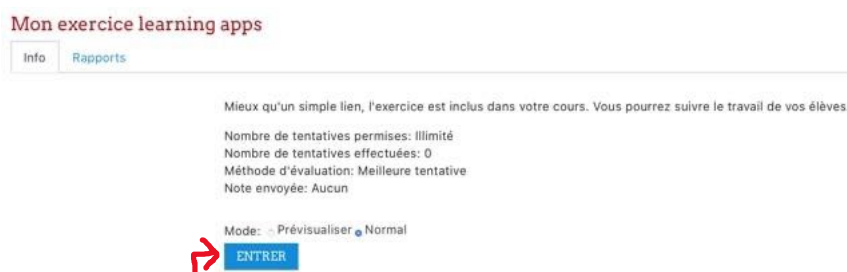 Mon exercice learning apps
Info Rapports
Mieux qu'un simple lien, l'exercice est inclus dans votre cours. Vous pourrez suivre le travail de vos élèves
Nombre de tentatives permises: Illimité
Nombre de tentatives effectuées: 0
Méthode d'évaluation: Meilleure tentative
Note envoyée: Aucun
Mode: Prévisualiser Normal
ENTRER